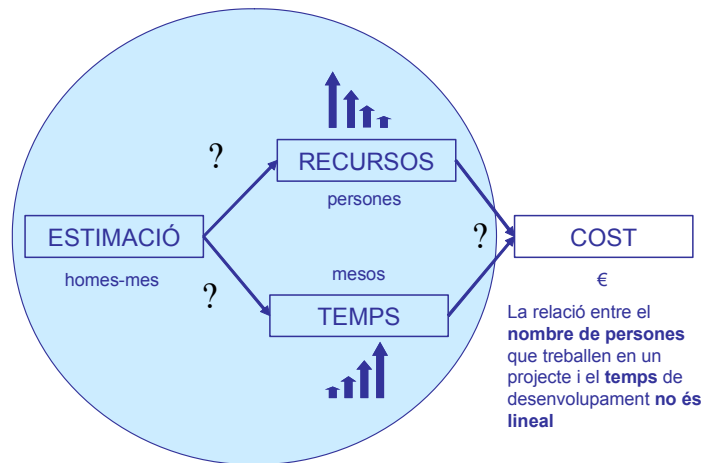 ?
RECURSOS
persones
ESTIMACIÓ
homes-mes
?
COST
€
?
mesos
TEMPS
La relació entre el
nombre de persones
que treballen en un
projecte i el temps de
desenvolupament no és
lineal